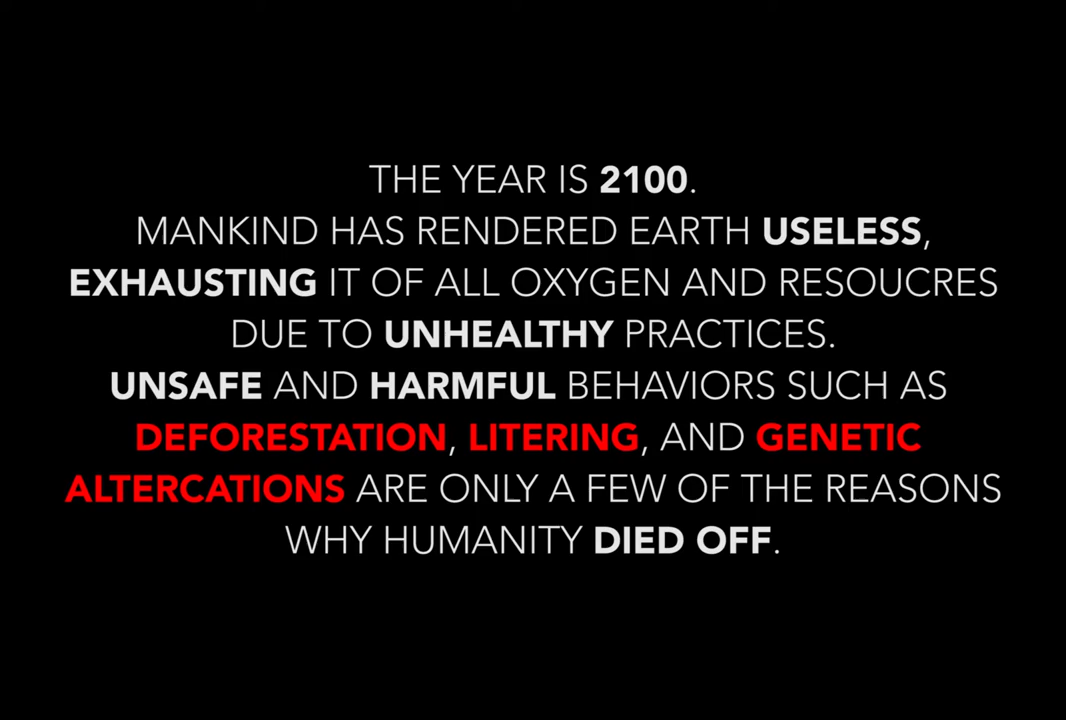 THE YEAR IS 2100.
MANKIND HAS RENDERED EARTH USELESS,
EXHAUSTING IT OF ALL OXYGEN AND RESOUCRES
DUE TO UNHEALTHY PRACTICES.
UNSAFE AND HARMFUL BEHAVIORS SUCH AS
DEFORESTATION, LITERING, AND GENETIC
ALTERCATIONS ARE ONLY A FEW OF THE REASONS
WHY HUMANITY DIED OFF.